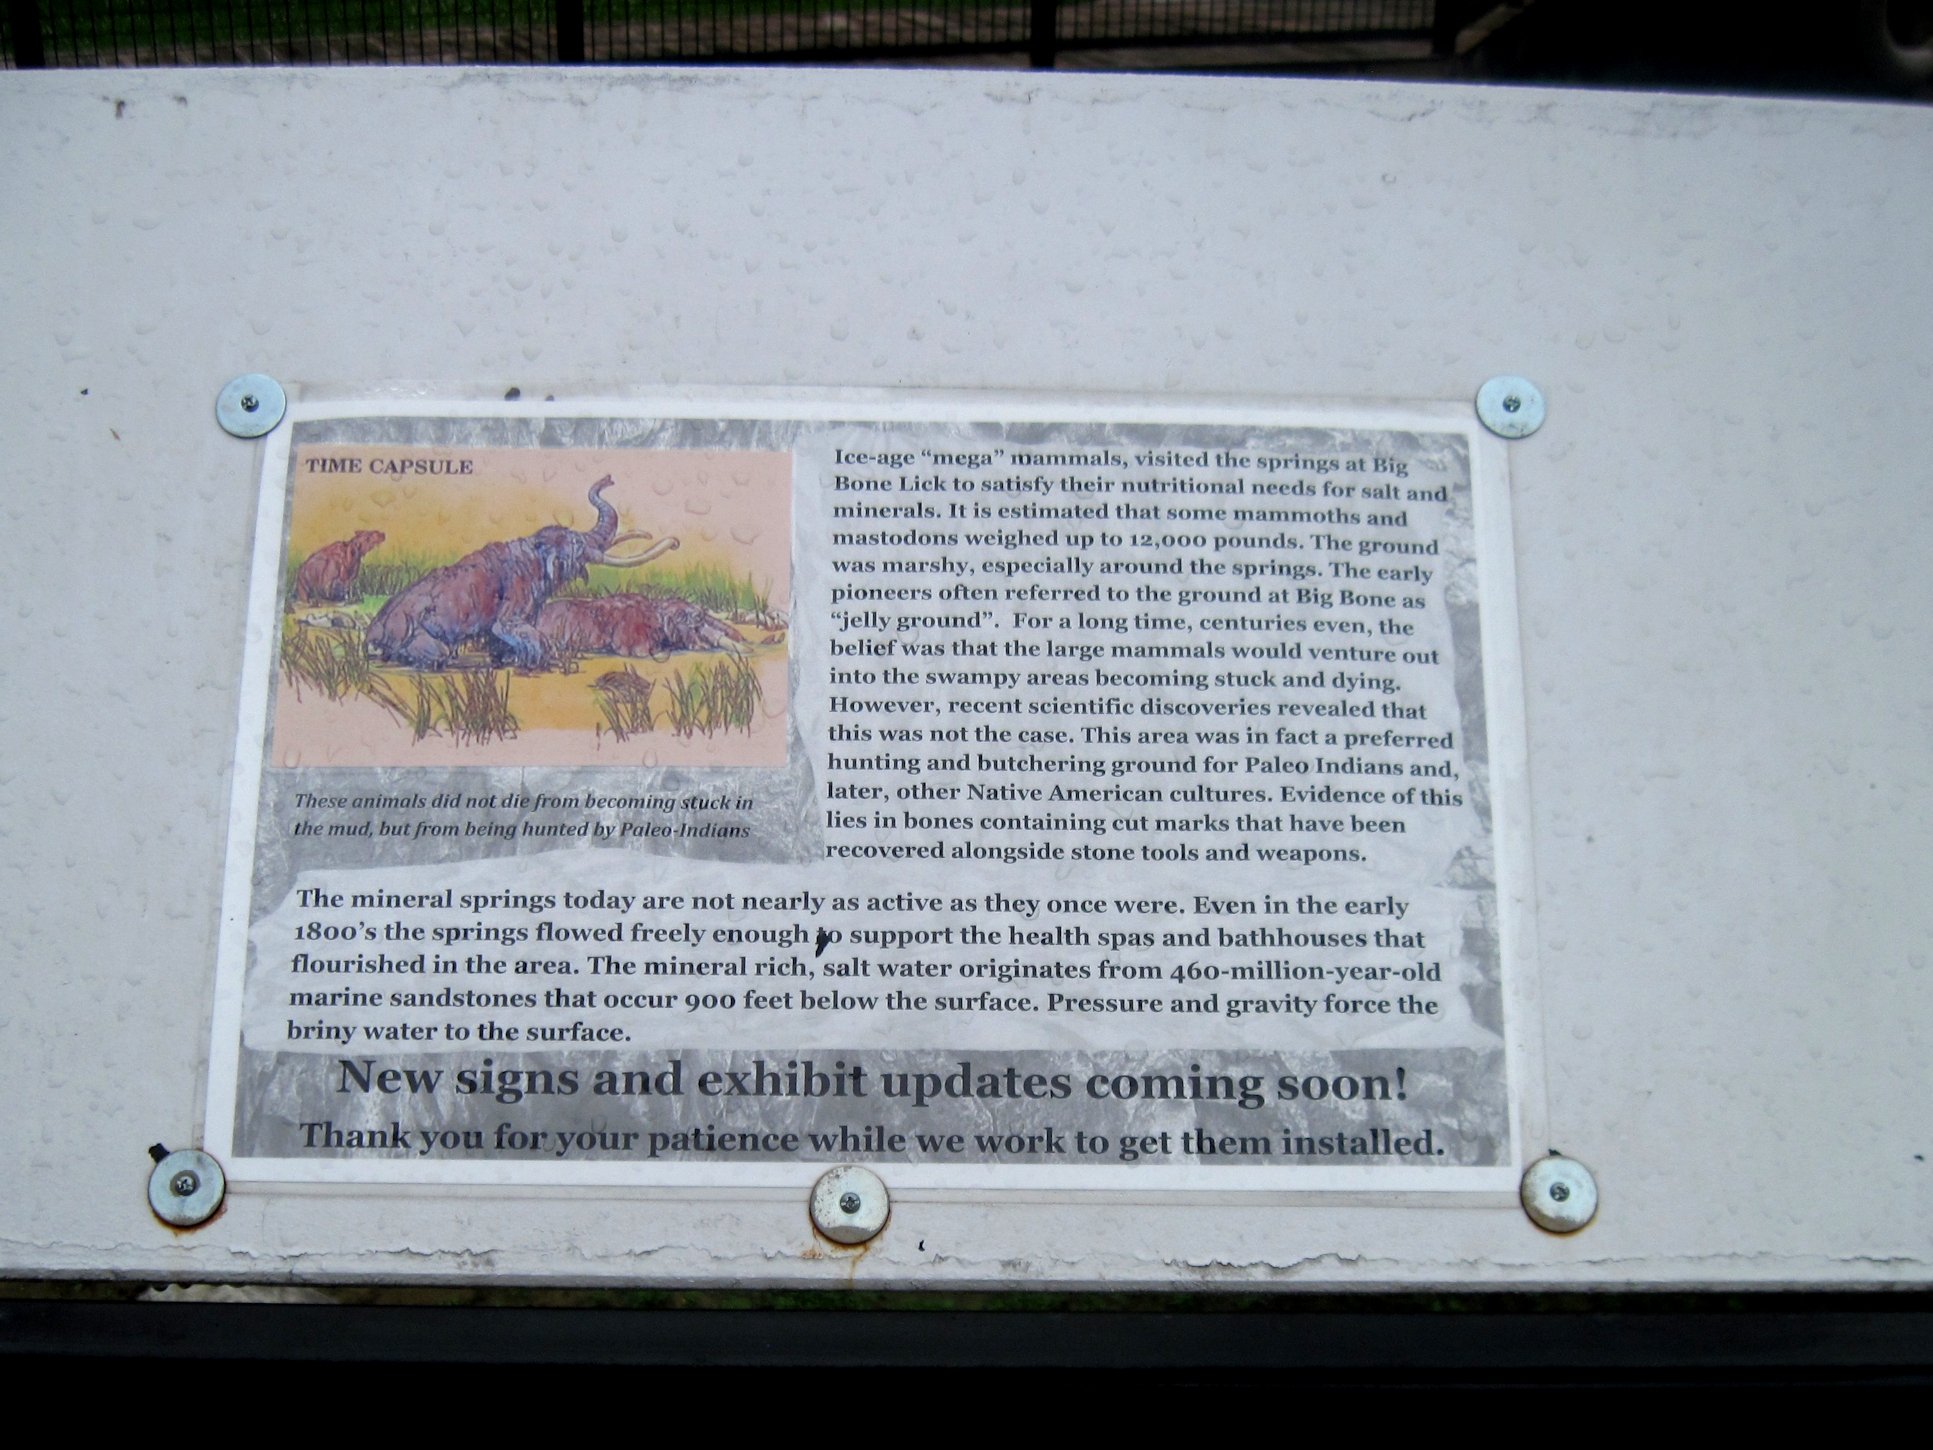 TIME CAPSULE
These animals did not die from becoming stuck in
the mud, but from being hunted by Paleo-Indians
Ice-age “mega” mammals, visited the springs at Big
Bone Lick to satisfy their nutritional needs for salt and
minerals. It is estimated that some mammoths and
mastodons weighed up to 12,000 pounds. The ground
was marshy, especially around the springs. The early
pioneers often referred to the ground at Big Bone as
“jelly ground”. For a long time, centuries even, the
belief was that the large mammals would venture out
into the swampy areas becoming stuck and dying.
However, recent scientific discoveries revealed that
this was not the case. This area was in fact a preferred
hunting and butchering ground for Paleo Indians and,
later, other Native American cultures. Evidence of this
lies in bones containing cut marks that have been
recovered alongside stone tools and weapons.
The mineral springs today are not nearly as active as they once were. Even in the early
1800’s the springs flowed freely enough to support the health spas and bathhouses that
flourished in the area. The mineral rich, salt water originates from 460-million-year-old
marine sandstones that occur 900 feet below the surface. Pressure and gravity force the
briny water to the surface.
New signs and exhibit updates coming soon!
Thank you for your patience while we work to get them installed.